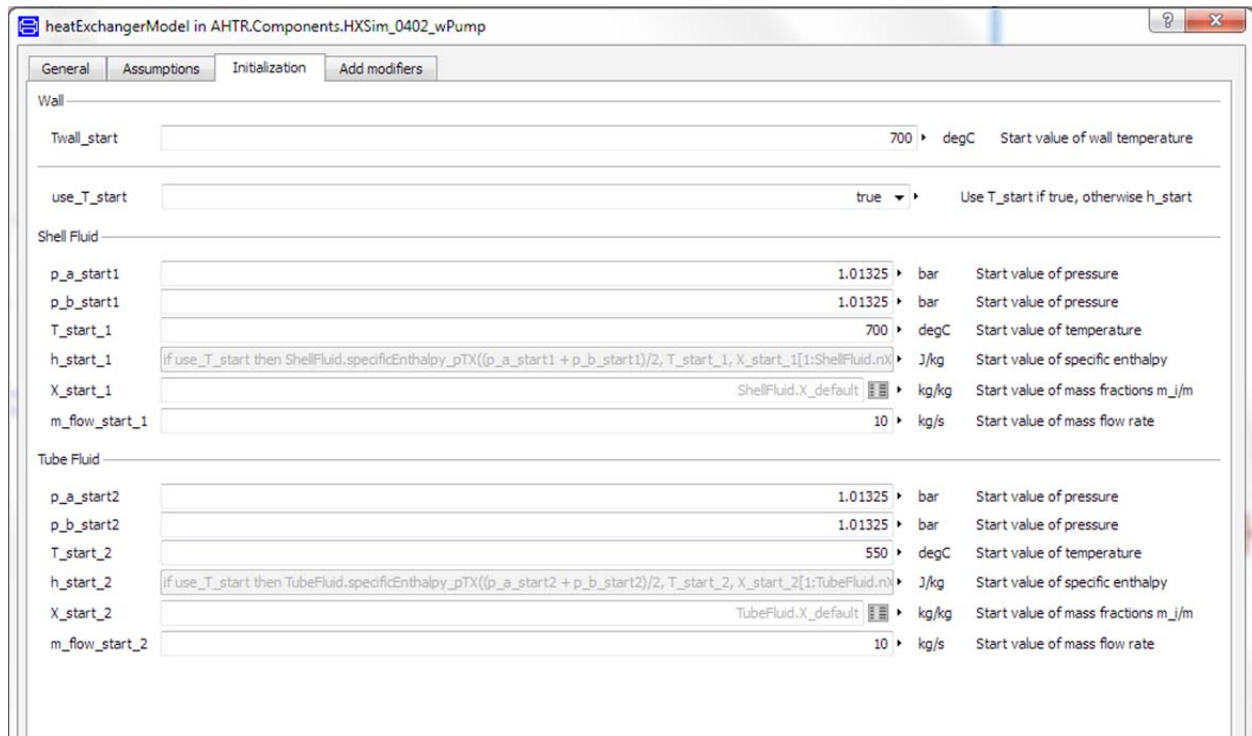 heatExchangerModel in AHTR.Components.HXSim_0402_wPump
General Assumptions Initialization Add modifiers
Wall
Twall_start 700 degC Start value of wall temperature
use_T_start true Use T_start if true, otherwise h_start
Shell Fluid
p_a_start1 1.01325 bar Start value of pressure
p_b_start1 1.01325 bar Start value of pressure
T_start_1 700 degC Start value of temperature
h_start_1 if use_T_start then ShellFluid.specificEnthalpy_pTX((p_a_start1 + p_b_start1)/2, T_start_1, X_start_1[1:ShellFluid.nX J/kg Start value of specific enthalpy
X_start_1 ShellFluid.X_default kg/kg Start value of mass fractions m_i/m
m_flow_start_1 10 kg/s Start value of mass flow rate
Tube Fluid
p_a_start2 1.01325 bar Start value of pressure
p_b_start2 1.01325 bar Start value of pressure
T_start_2 550 degC Start value of temperature
h_start_2 if use_T_start then TubeFluid.specificEnthalpy_pTX((p_a_start2 + p_b_start2)/2, T_start_2, X_start_2[1:TubeFluid.nX J/kg Start value of specific enthalpy
X_start_2 TubeFluid.X_default kg/kg Start value of mass fractions m_i/m
m_flow_start_2 10 kg/s Start value of mass flow rate